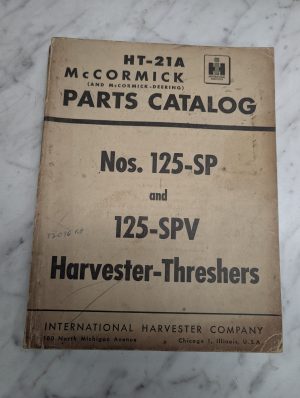 HT-21A
McCORMICK
(AND McCORMICK-DEERING)
PARTS CATALOG
Nos. 125-SP
and
125-SPV
Harvester-Threshers
INTERNATIONAL HARVESTER COMPANY
180 North Michigan Avenue Chicago 1, Illinois, U.S.A.